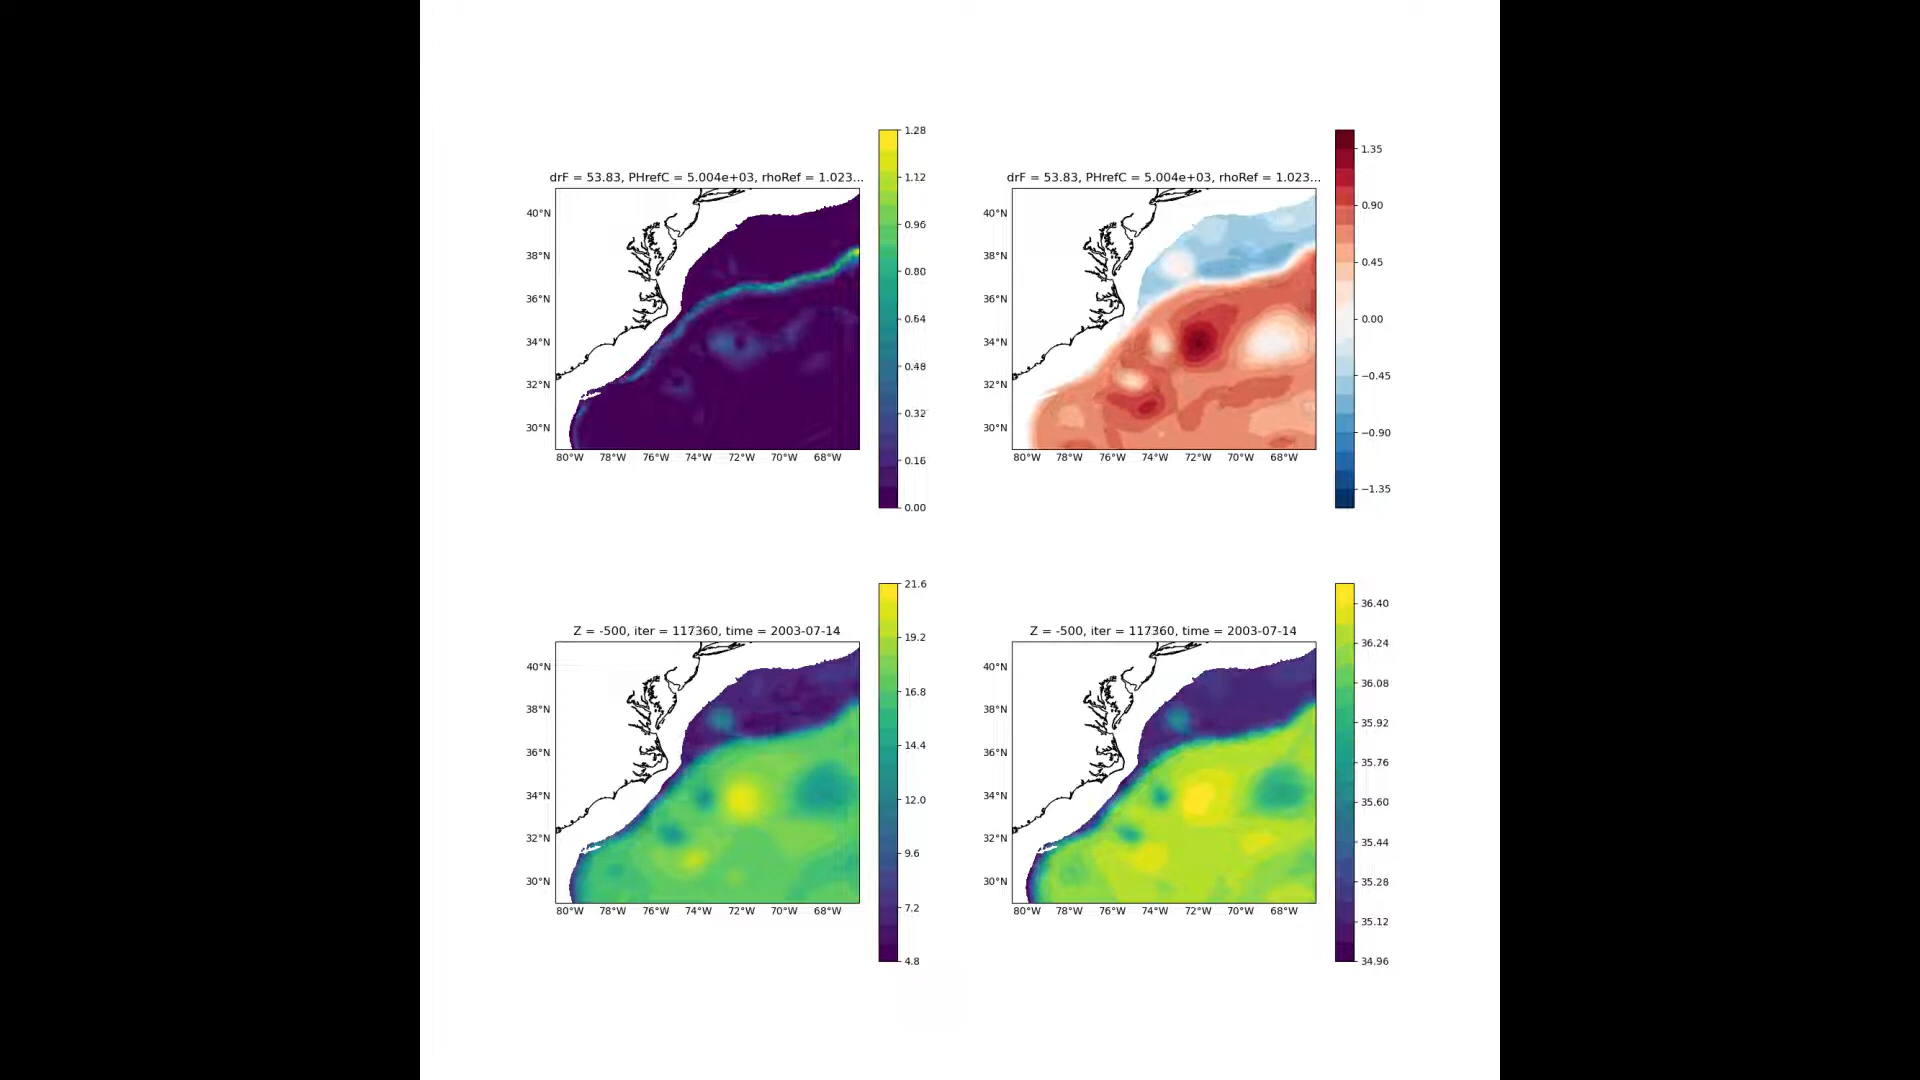 drF = 53.83, PHrefC = 5.004e+03, rhoRef = 1.023...
1.28
1.12
0.96
0.80
0.64
0.48
0.32
0.16
0.00
40°N
38°N
36°N
34°N
32°N
30°N
80°W 78°W 76°W 74°W 72°W 70°W 68°W
drF = 53.83, PHrefC = 5.004e+03, rhoRef = 1.023...
1.35
0.90
0.45
0.00
−0.45
−0.90
−1.35
40°N
38°N
36°N
34°N
32°N
30°N
80°W 78°W 76°W 74°W 72°W 70°W 68°W
Z = -500, iter = 117360, time = 2003-07-14
21.6
19.2
16.8
14.4
12.0
9.6
7.2
4.8
40°N
38°N
36°N
34°N
32°N
30°N
80°W 78°W 76°W 74°W 72°W 70°W 68°W
Z = -500, iter = 117360, time = 2003-07-14
36.40
36.24
36.08
35.92
35.76
35.60
35.44
35.28
35.12
34.96
40°N
38°N
36°N
34°N
32°N
30°N
80°W 78°W 76°W 74°W 72°W 70°W 68°W